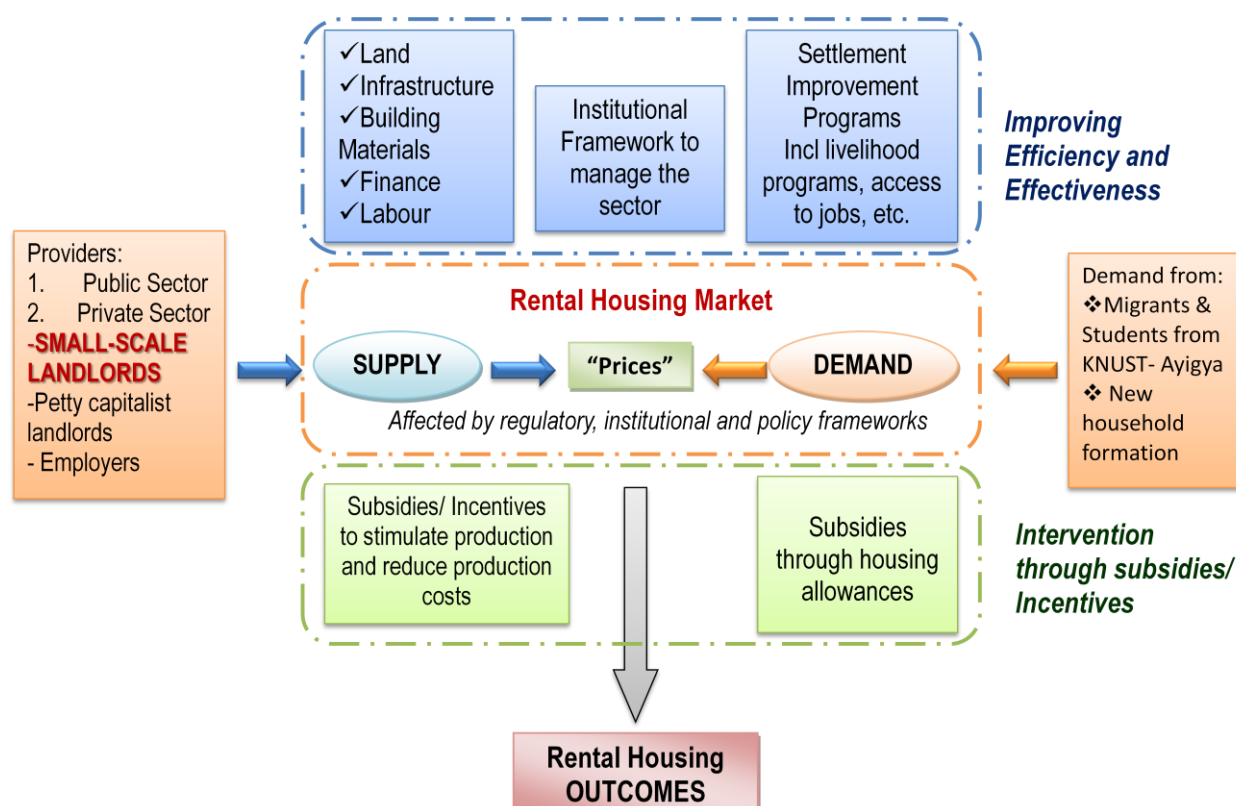 ✓Land
✓Infrastructure
✓Building
Materials
✓Finance
✓Labour
Institutional
Framework to
manage the
sector
Settlement
Improvement
Programs
Incl livelihood
programs, access
to jobs, etc.
Improving
Efficiency and
Effectiveness
Providers:
1. Public Sector
2. Private Sector
-SMALL-SCALE
LANDLORDS
-Petty capitalist
landlords
- Employers
Rental Housing Market
SUPPLY
“Prices”
DEMAND
Affected by regulatory, institutional and policy frameworks
Demand from:
❖Migrants &
Students from
KNUST- Ayigya
❖ New
household
formation
Subsidies/ Incentives
to stimulate production
and reduce production
costs
Subsidies
through housing
allowances
Intervention
through subsidies/
Incentives
Rental Housing
OUTCOMES